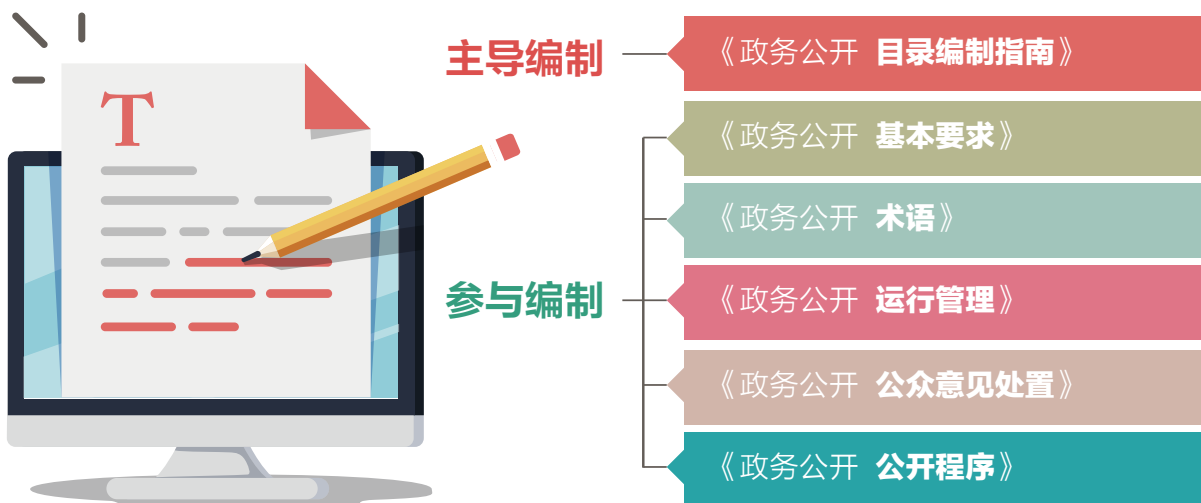 T
主导编制
《政务公开 目录编制指南》
《政务公开 基本要求》
《政务公开 术语》
参与编制
《政务公开 运行管理》
《政务公开 公众意见处置》
《政务公开 公开程序》